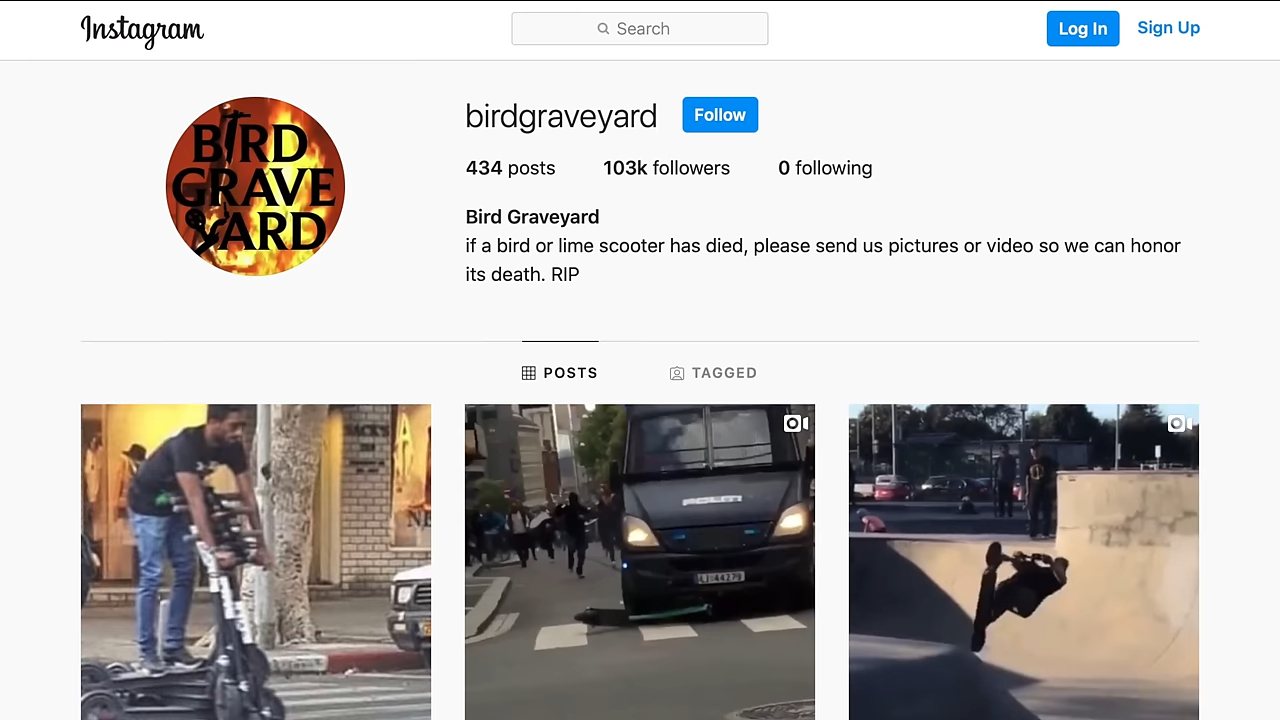 Instagram
Search
Log In
Sign Up
BIRD
GRAVE
YARD
birdgraveyard
Follow
434 posts
103k followers
0 following
Bird Graveyard
if a bird or lime scooter has died, please send us pictures or video so we can honor
its death. RIP
POSTS
TAGGED